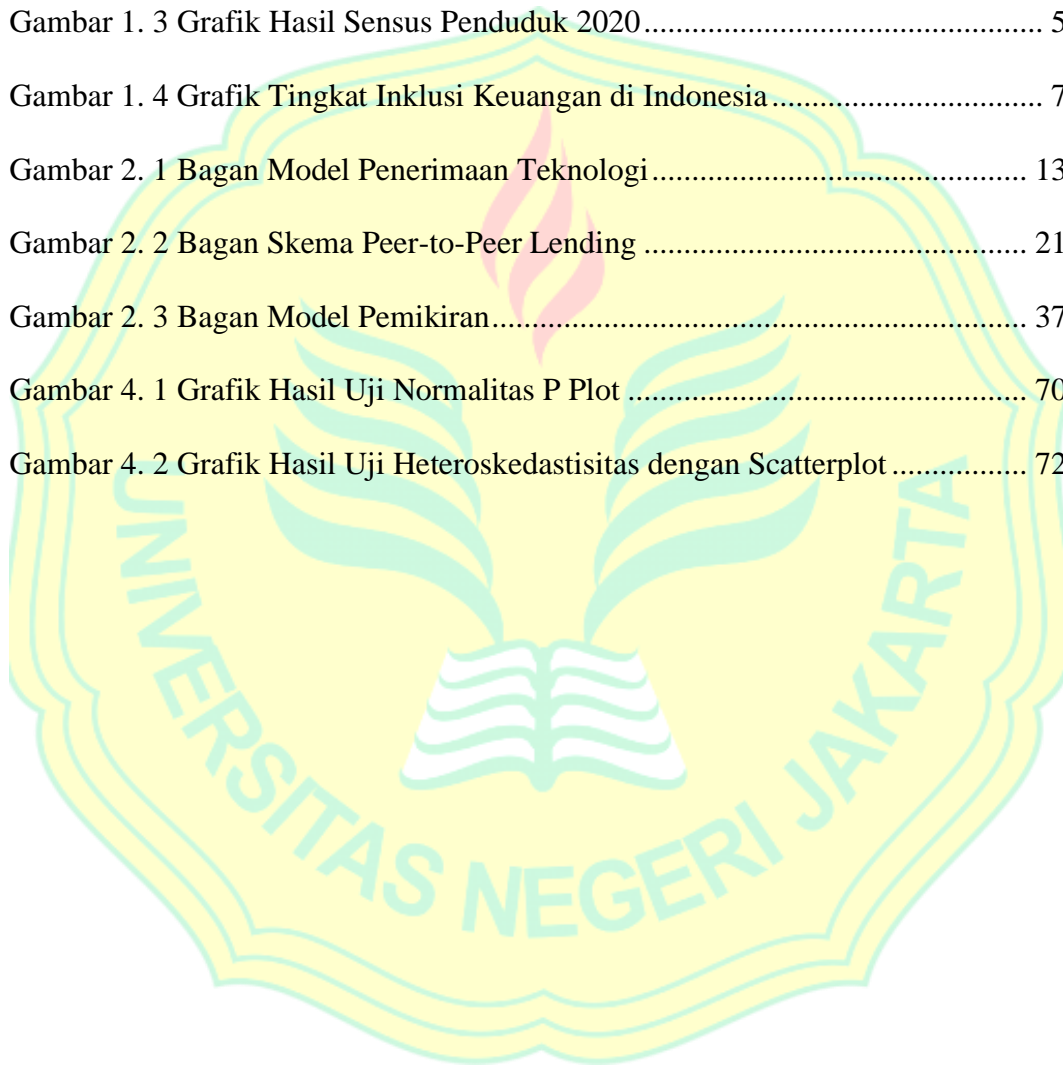 Gambar 1. 3 Grafik Hasil Sensus Penduduk 2020 ............................................ 5
Gambar 1. 4 Grafik Tingkat Inklusi Keuangan di Indonesia .............................. 7
Gambar 2. 1 Bagan Model Penerimaan Teknologi .......................................... 13
Gambar 2. 2 Bagan Skema Peer-to-Peer Lending ........................................... 21
Gambar 2. 3 Bagan Model Pemikiran ............................................................. 37
Gambar 4. 1 Grafik Hasil Uji Normalitas P Plot ............................................. 70
Gambar 4. 2 Grafik Hasil Uji Heteroskedastisitas dengan Scatterplot ................ 72
UNIVERSITAS NEGERI JAKARTA